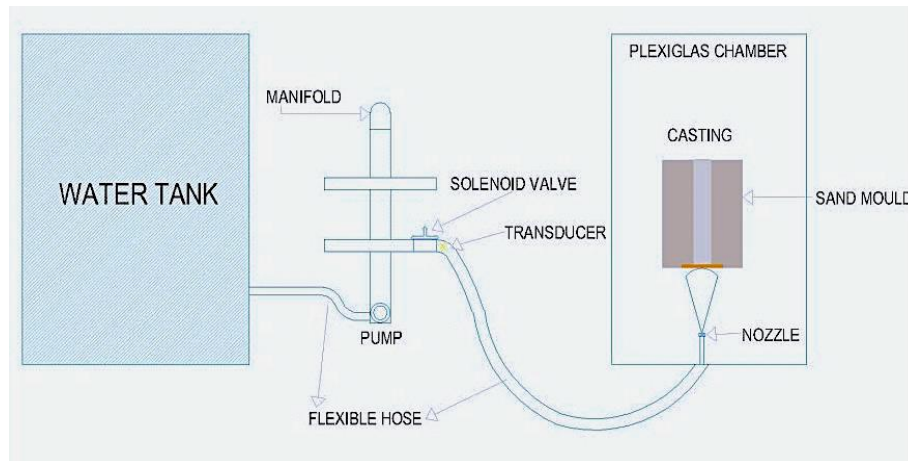 PLEXIGLAS CHAMBER
MANIFOLD
CASTING
WATER TANK
SOLENOID VALVE
SAND MOULD
TRANSDUCER
PUMP
NOZZLE
FLEXIBLE HOSE